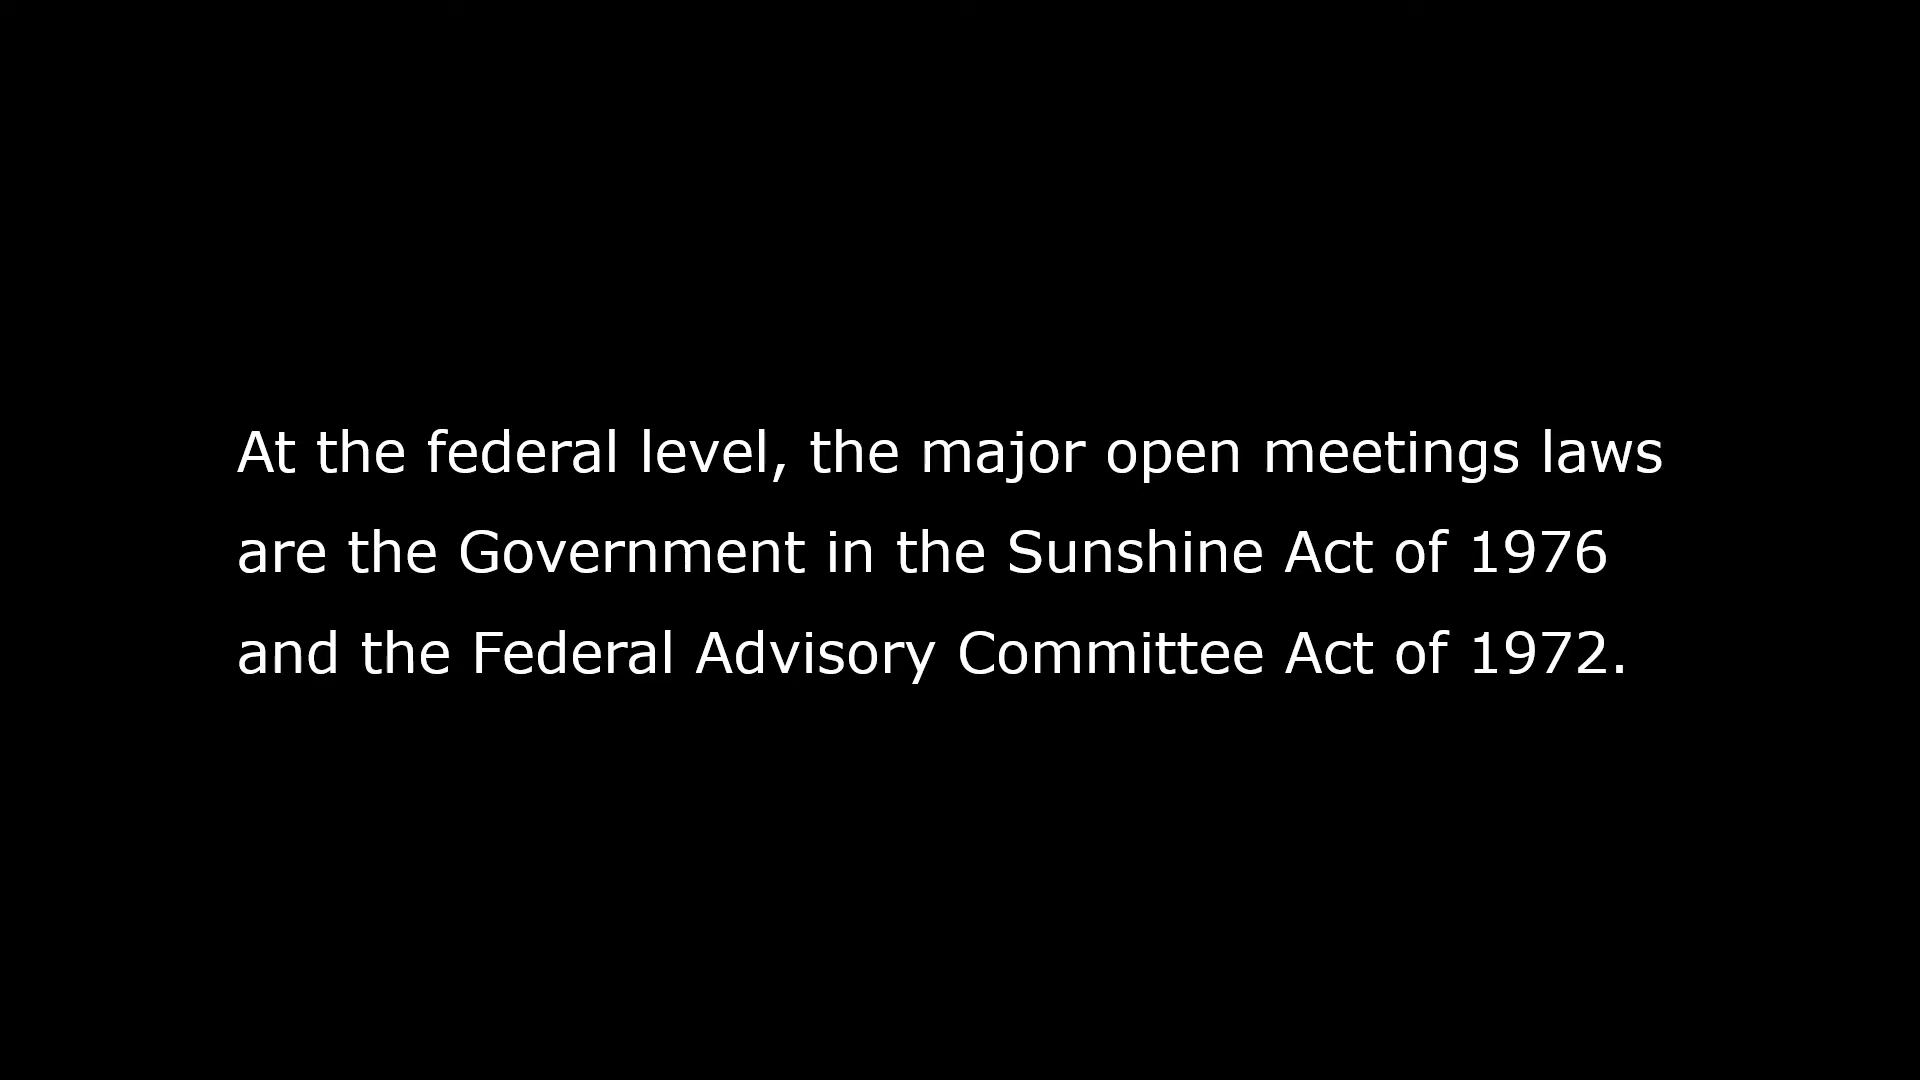 At the federal level, the major open meetings laws
are the Government in the Sunshine Act of 1976
and the Federal Advisory Committee Act of 1972.